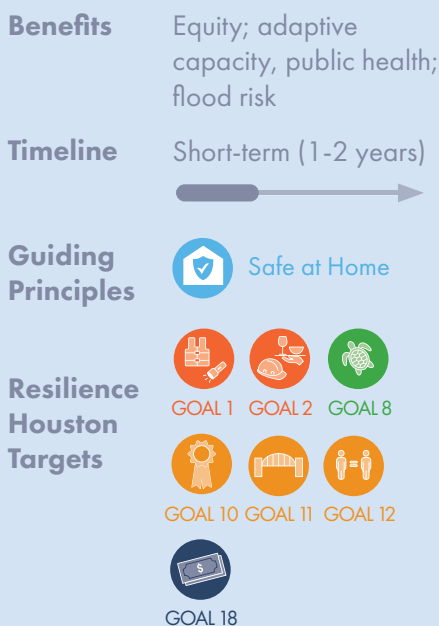 Benefits
Equity; adaptive
capacity, public health;
flood risk
Timeline
Short-term (1-2 years)
Guiding
Principles
Safe at Home
Resilience
Houston
Targets
GOAL 1 GOAL 2 GOAL 8
GOAL 10 GOAL 11 GOAL 12
$
GOAL 18